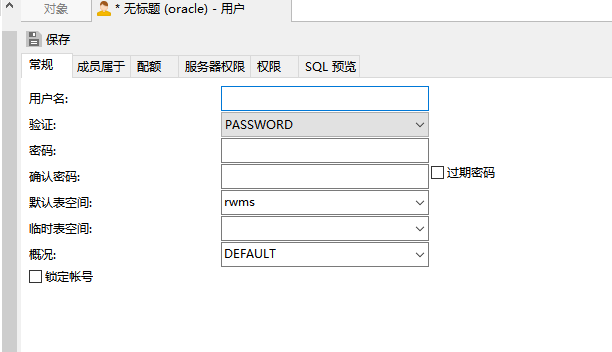 对象
* 无标题 (oracle) - 用户
保存
常规 成员属于 配额 服务器权限 权限 SQL 预览
用户名:
验证: PASSWORD
密码:
确认密码: 过期密码
默认表空间: rwms
临时表空间:
概况: DEFAULT
锁定帐号